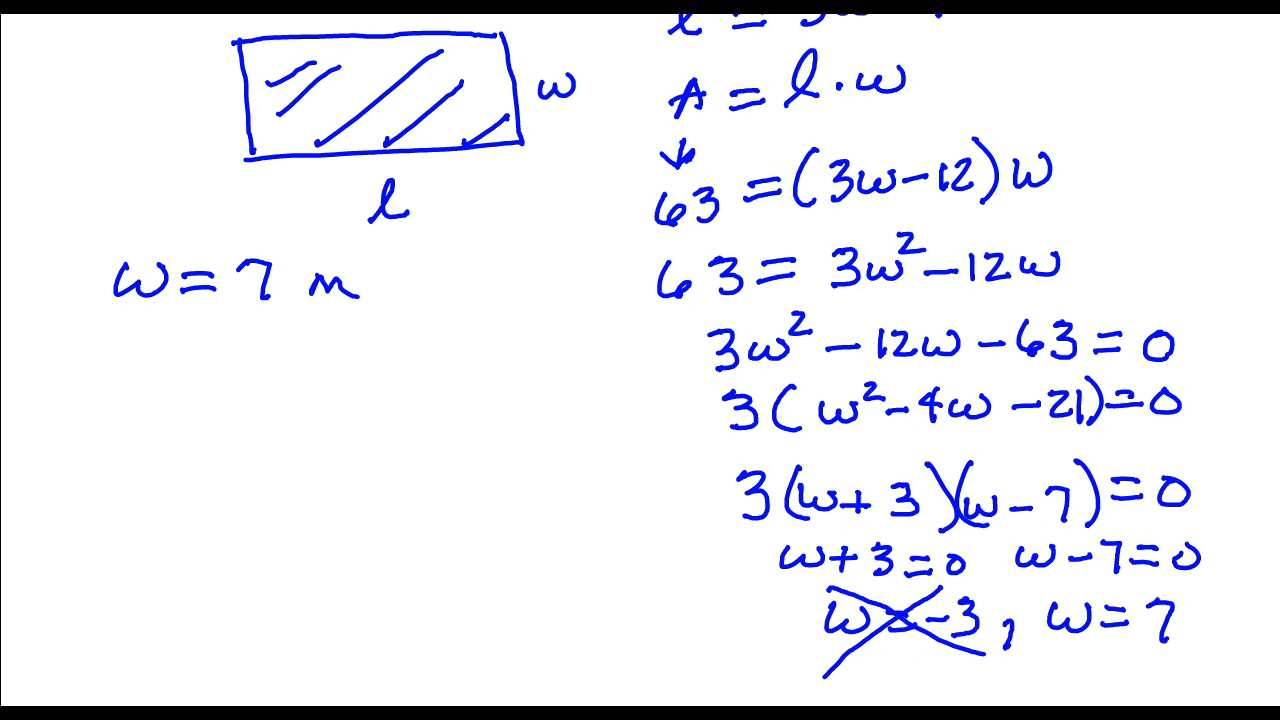 w
l
w = 7 m
A = l · w
63 = (3w - 12) w
63 = 3w² - 12w
3w² - 12w - 63 = 0
3(w² - 4w - 21) = 0
3(w + 3)(w - 7) = 0
w + 3 = 0 w - 7 = 0
w = -3, w = 7